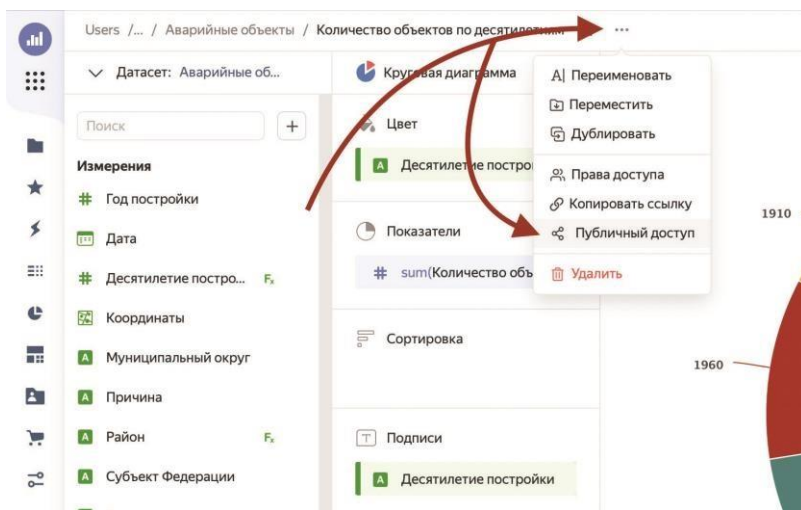 Users /... / Аварийные объекты / Количество объектов по десятилетиям ...
Датасет: Аварийные об...
Поиск
Измерения
Год постройки
Дата
Десятилетие постро...
Координаты
A Муниципальный округ
A Причина
A Район
A Субъект Федерации
Круговая диаграмма
Цвет
A Десятилетие построй
Показатели
# sum(Количество объ
Сортировка
T Подписи
A Десятилетие постройки
A| Переименовать
Переместить
Дублировать
Права доступа
Копировать ссылку
Публичный доступ
Удалить
1910
1960